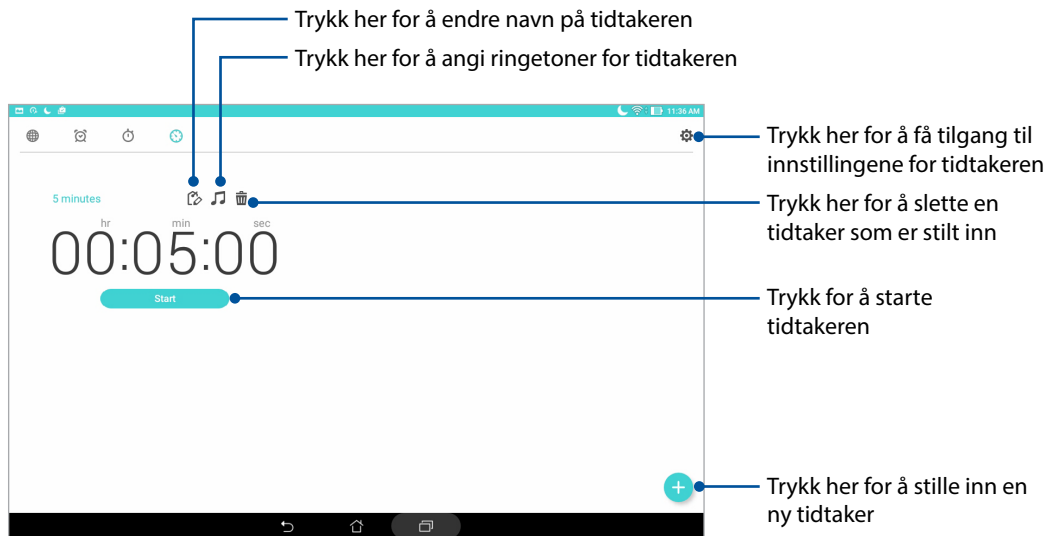 Trykk her for å endre navn på tidtakeren
Trykk her for å angi ringetoner for tidtakeren
11:36 AM
Trykk her for å få tilgang til
innstillingene for tidtakeren
5 minutes
Trykk her for å slette en
tidtaker som er stilt inn
hr min sec
00:05:00
Start
Trykk for å starte
tidtakeren
Trykk her for å stille inn en
ny tidtaker